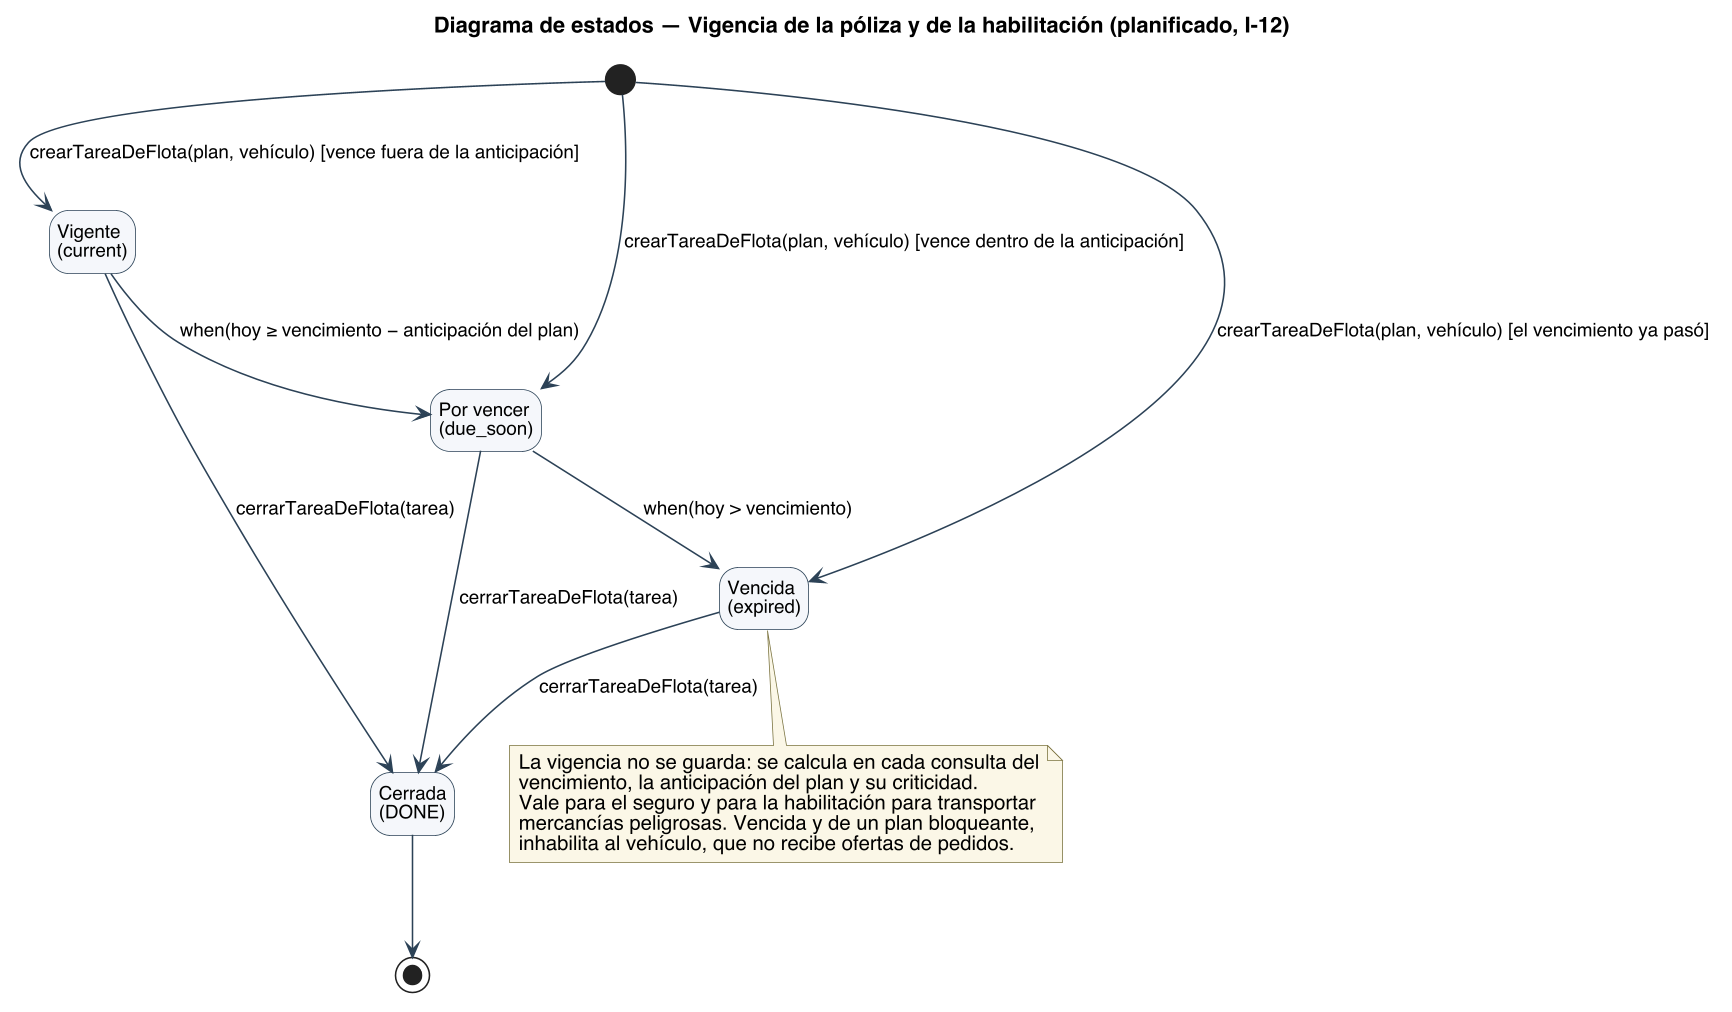 Diagrama de estados — Vigencia de la póliza y de la habilitación (planificado, I-12)
crearTareaDeFlota(plan, vehículo) [vence fuera de la anticipación]
Vigente
(current)
crearTareaDeFlota(plan, vehículo) [vence dentro de la anticipación]
when(hoy ≥ vencimiento − anticipación del plan)
crearTareaDeFlota(plan, vehículo) [el vencimiento ya pasó]
Por vencer
(due_soon)
cerrarTareaDeFlota(tarea)
when(hoy > vencimiento)
Vencida
(expired)
cerrarTareaDeFlota(tarea)
cerrarTareaDeFlota(tarea)
Cerrada
(DONE)
La vigencia no se guarda: se calcula en cada consulta del
vencimiento, la anticipación del plan y su criticidad.
Vale para el seguro y para la habilitación para transportar
mercancías peligrosas. Vencida y de un plan bloqueante,
inhabilita al vehículo, que no recibe ofertas de pedidos.